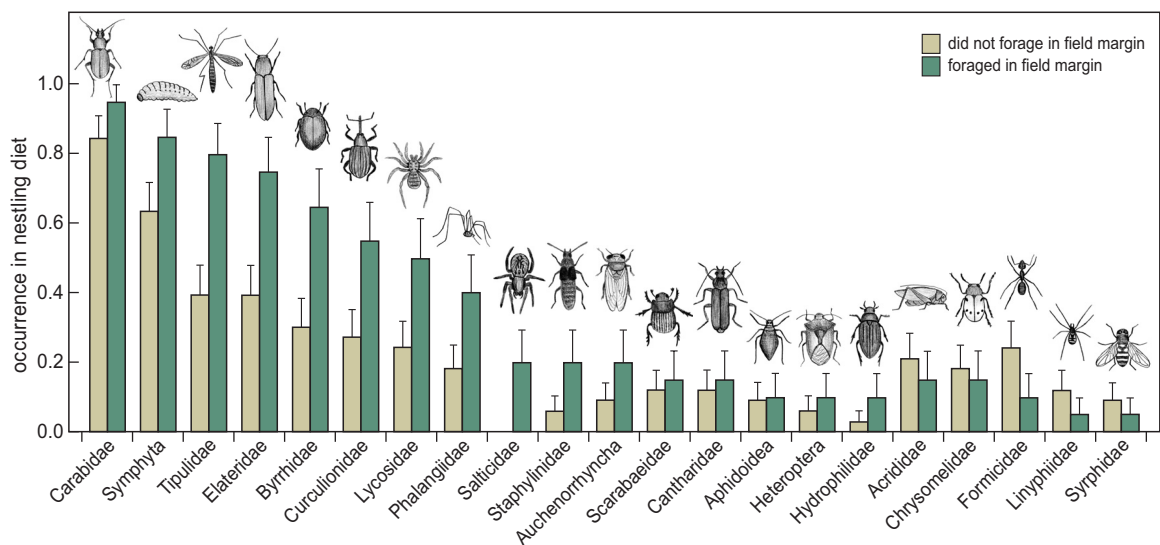 did not forage in field margin
foraged in field margin
occurrence in nestling diet
1.0
0.8
0.6
0.4
0.2
0.0
Carabidae
Symphyta
Tipulidae
Elateridae
Byrrhidae
Curculionidae
Lycosidae
Phalangiidae
Salticidae
Staphylinidae
Auchenorrhyncha
Scarabaeidae
Cantharidae
Aphidoidea
Heteroptera
Hydrophilidae
Acrididae
Chrysomelidae
Formicidae
Linyphiidae
Syrphidae